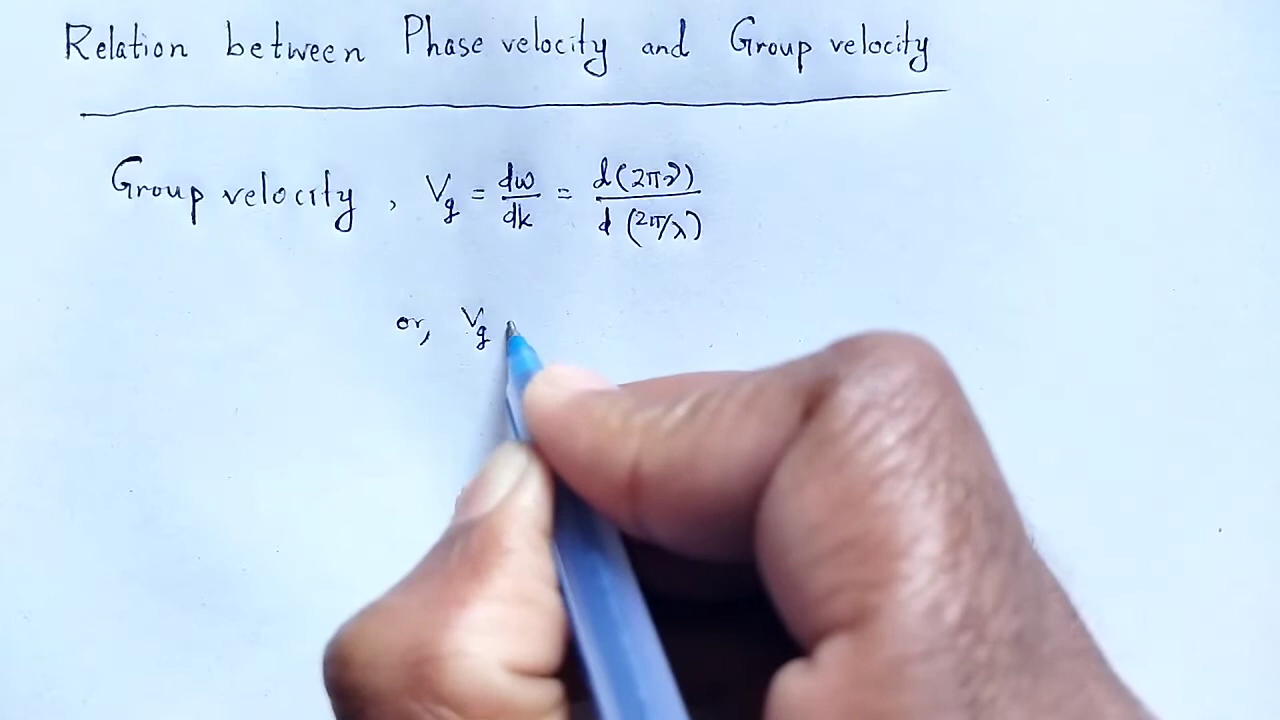 Relation between Phase velocity and Group velocity
Group velocity, Vg = dω/dk = d(2πν)/d(2π/λ)
or, Vg